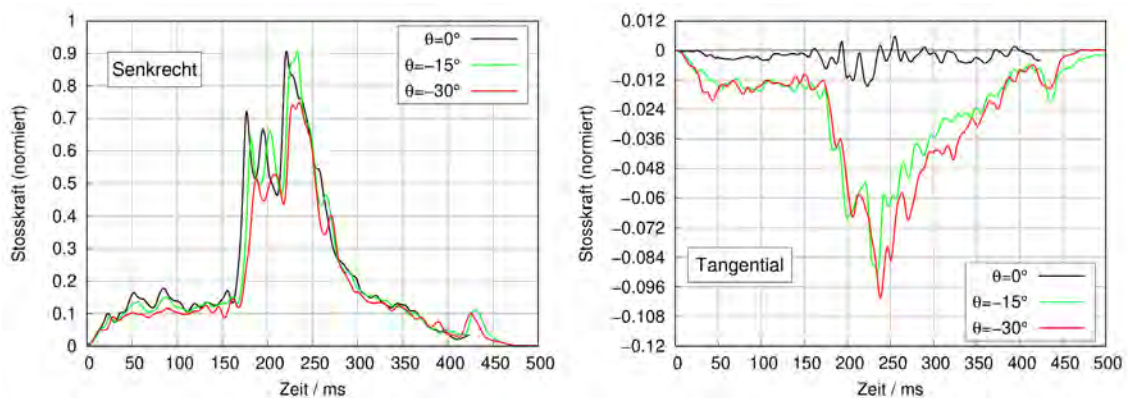 1
0.9
0.8
0.7
0.6
0.5
0.4
0.3
0.2
0.1
0
Stosskraft (normiert)
Senkrecht
θ=0°
θ=−15°
θ=−30°
0 50 100 150 200 250 300 350 400 450 500
Zeit / ms
0.012
0
−0.012
−0.024
−0.036
−0.048
−0.06
−0.072
−0.084
−0.096
−0.108
−0.12
Stosskraft (normiert)
Tangential
θ=0°
θ=−15°
θ=−30°
0 50 100 150 200 250 300 350 400 450 500
Zeit / ms